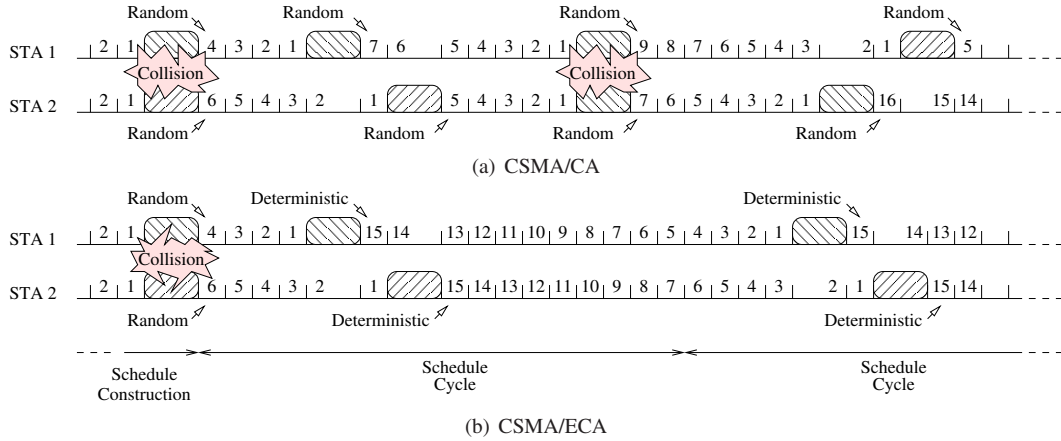 Random Random Random Random
STA 1 2 1 4 3 2 1 7 6 5 4 3 2 1 9 8 7 6 5 4 3 2 1 5
Collision Collision
STA 2 2 1 6 5 4 3 2 1 5 4 3 2 1 7 6 5 4 3 2 1 16 15 14
Random Random Random Random
(a) CSMA/CA
Random Deterministic Deterministic
STA 1 2 1 4 3 2 1 15 14 13 12 11 10 9 8 7 6 5 4 3 2 1 15 14 13 12
Collision
STA 2 2 1 6 5 4 3 2 1 15 14 13 12 11 10 9 8 7 6 5 4 3 2 1 15 14
Random Deterministic Deterministic
Schedule Schedule Schedule
Construction Cycle Cycle
(b) CSMA/ECA